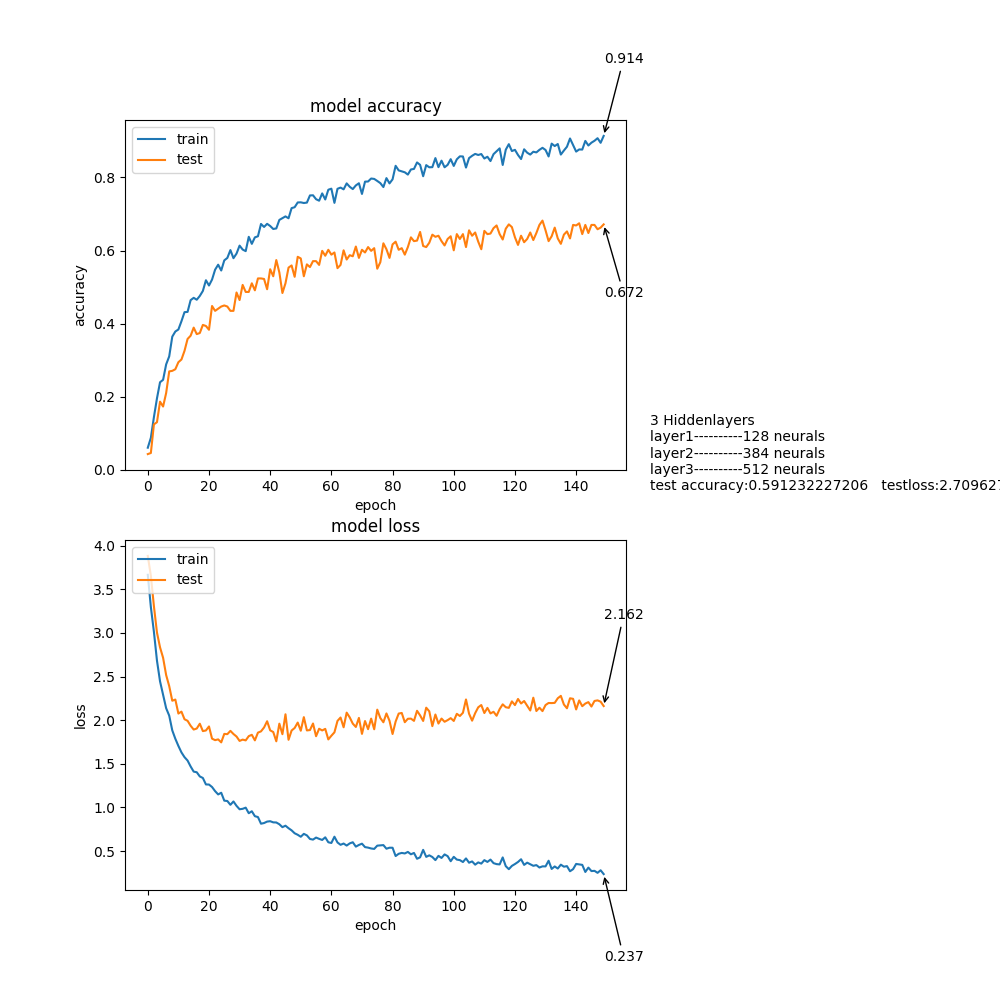 0.914
model accuracy
train
test
0.8
0.6
0.4
0.2
0.0
accuracy
0.672
0 20 40 60 80 100 120 140
epoch
3 Hiddenlayers
layer1----------128 neurals
layer2----------384 neurals
layer3----------512 neurals
test accuracy:0.591232227206 testloss:2.709627
model loss
train
test
4.0
3.5
3.0
2.5
2.0
1.5
1.0
0.5
loss
2.162
0 20 40 60 80 100 120 140
epoch
0.237